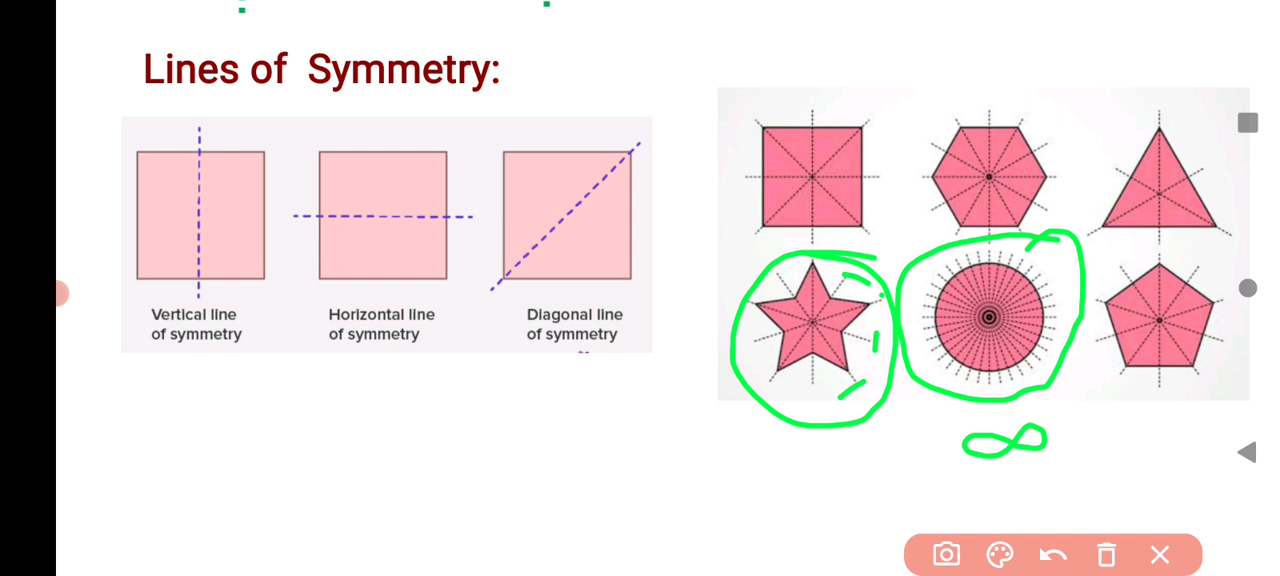 Lines of Symmetry:
Vertical line
of symmetry
Horizontal line
of symmetry
Diagonal line
of symmetry
∞